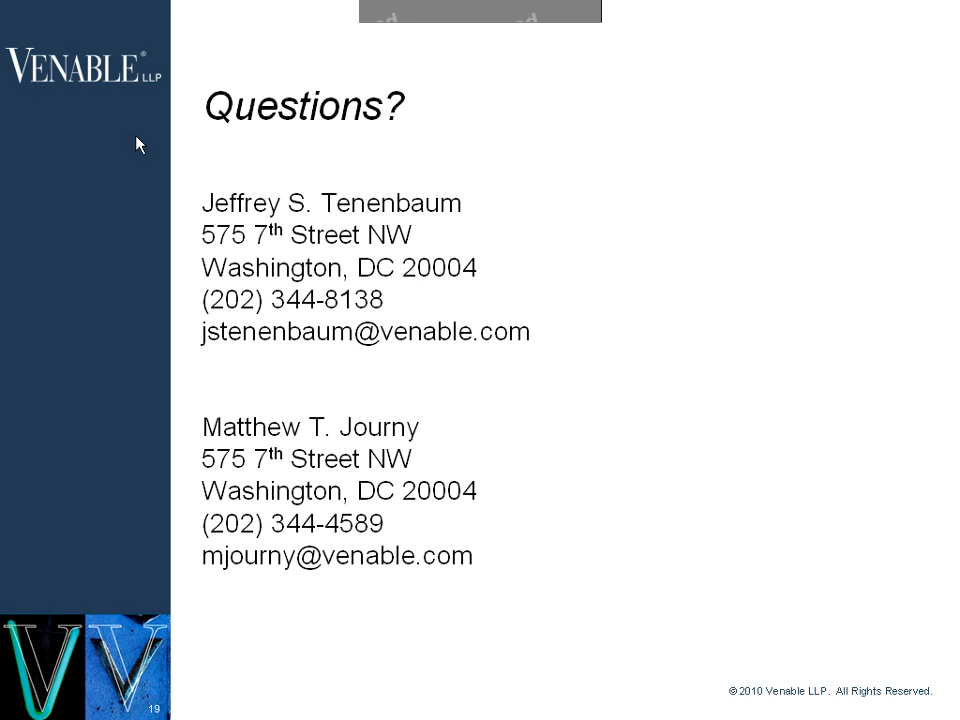 VENABLE® LLP
Questions?
Jeffrey S. Tenenbaum
575 7th Street NW
Washington, DC 20004
(202) 344-8138
jstenenbaum@venable.com
Matthew T. Journy
575 7th Street NW
Washington, DC 20004
(202) 344-4589
mjourny@venable.com
V V
19
© 2010 Venable LLP. All Rights Reserved.